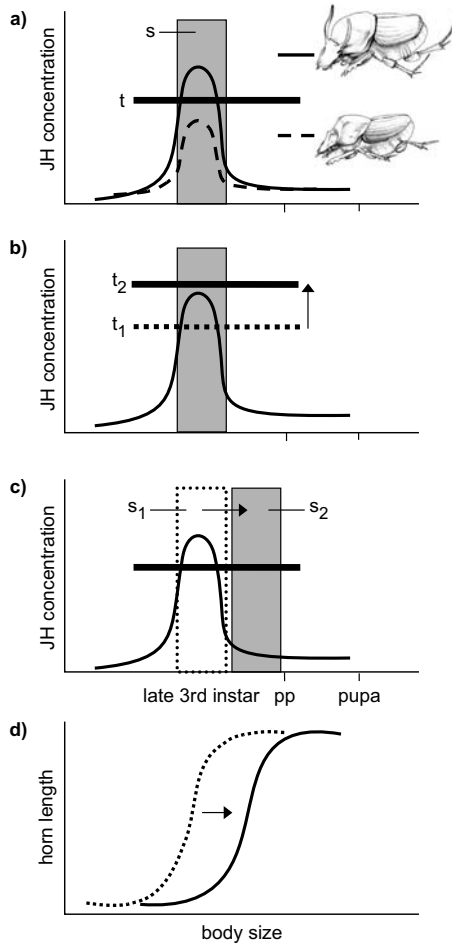 a)
s
JH concentration
t
b)
t2
t1
JH concentration
c)
s1
s2
JH concentration
late 3rd instar
pp
pupa
d)
horn length
body size